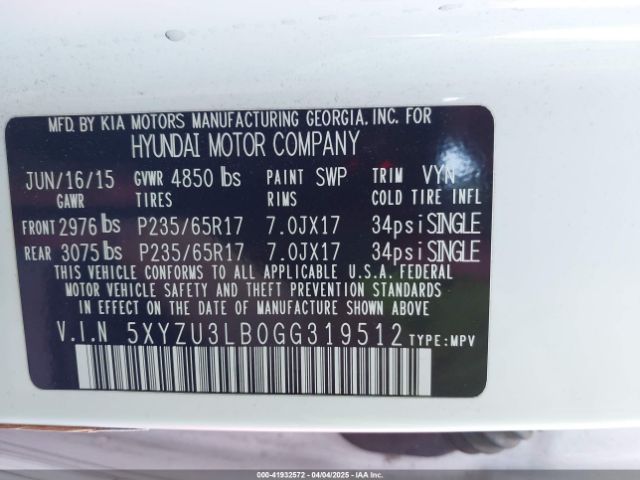 MFD. BY KIA MOTORS MANUFACTURING GEORGIA, INC. FOR
HYUNDAI MOTOR COMPANY
JUN/16/15 GVWR 4850 lbs PAINT SWP TRIM VYN
GAWR TIRES RIMS COLD TIRE INFL
FRONT 2976 lbs P235/65R17 7.0JX17 34psi SINGLE
REAR 3075 lbs P235/65R17 7.0JX17 34psi SINGLE
THIS VEHICLE CONFORMS TO ALL APPLICABLE U.S.A. FEDERAL
MOTOR VEHICLE SAFETY AND THEFT PREVENTION STANDARDS
IN EFFECT ON THE DATE OF MANUFACTURE SHOWN ABOVE.
V.I.N 5XYZU3LB0GG319512 TYPE:MPV
000-41932572 - 04/04/2025 - IAAI.COM